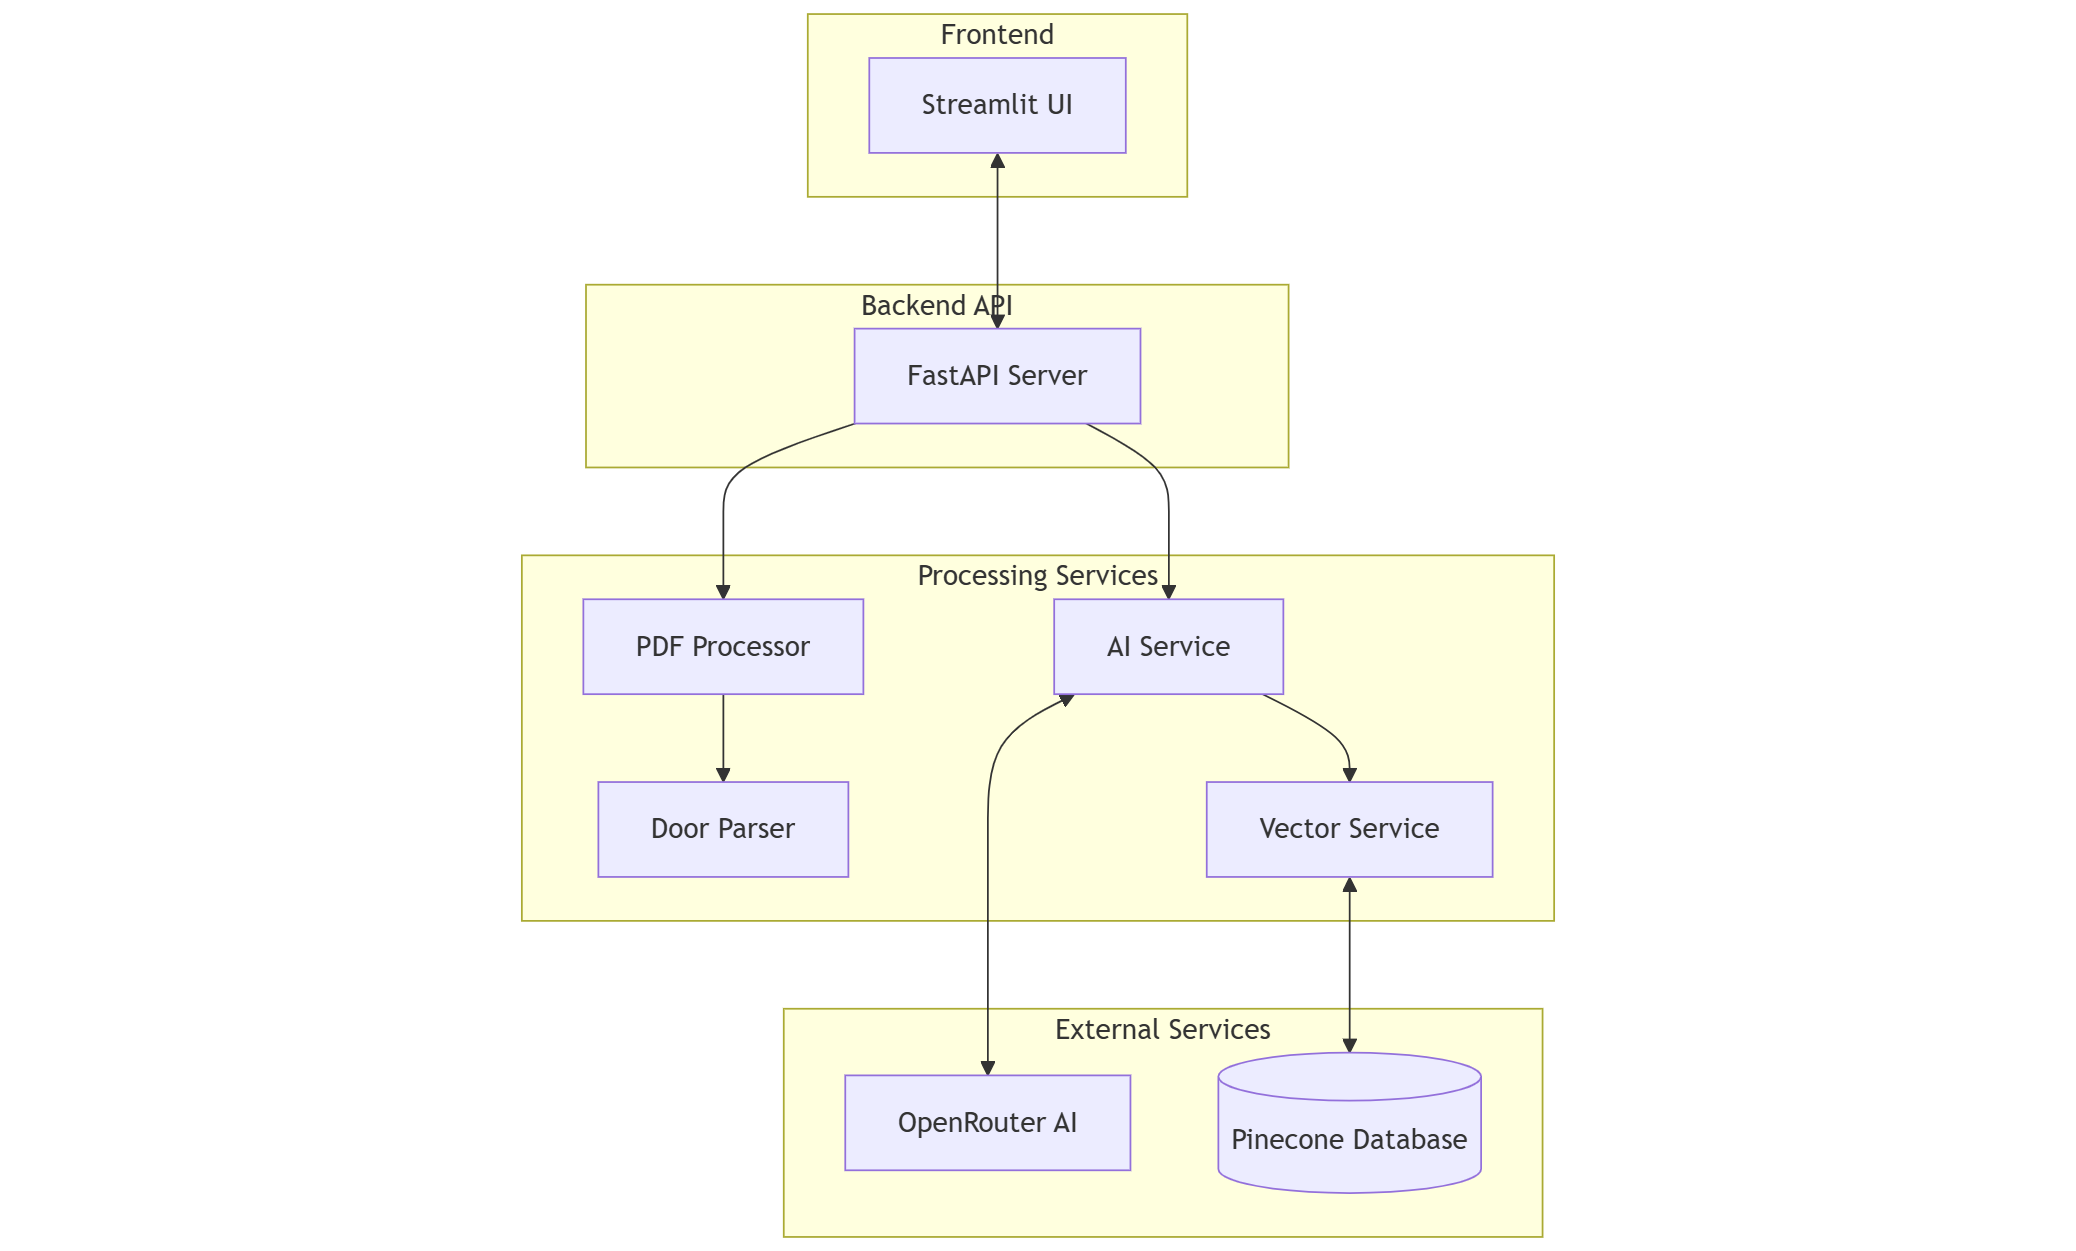 Frontend
Streamlit UI
Backend API
FastAPI Server
Processing Services
PDF Processor
AI Service
Door Parser
Vector Service
External Services
OpenRouter AI
Pinecone Database